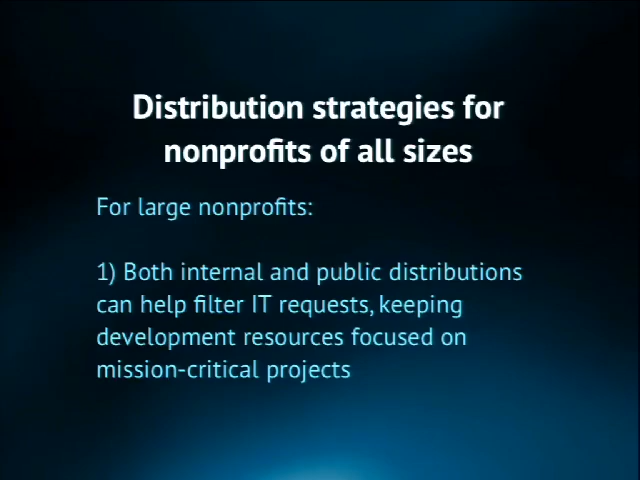 Distribution strategies for
nonprofits of all sizes
For large nonprofits:
1) Both internal and public distributions
can help filter IT requests, keeping
development resources focused on
mission-critical projects